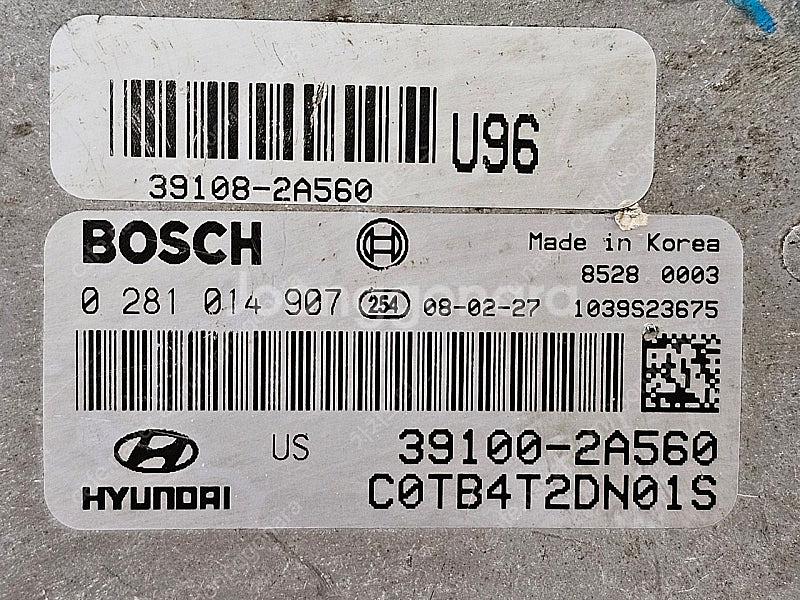 U96
39108-2A560
BOSCH
Made in Korea
8528 0003
0 281 014 907 254 08-02-27 1039S23675
US 39100-2A560
HYUNDAI C0TB4T2DN01S